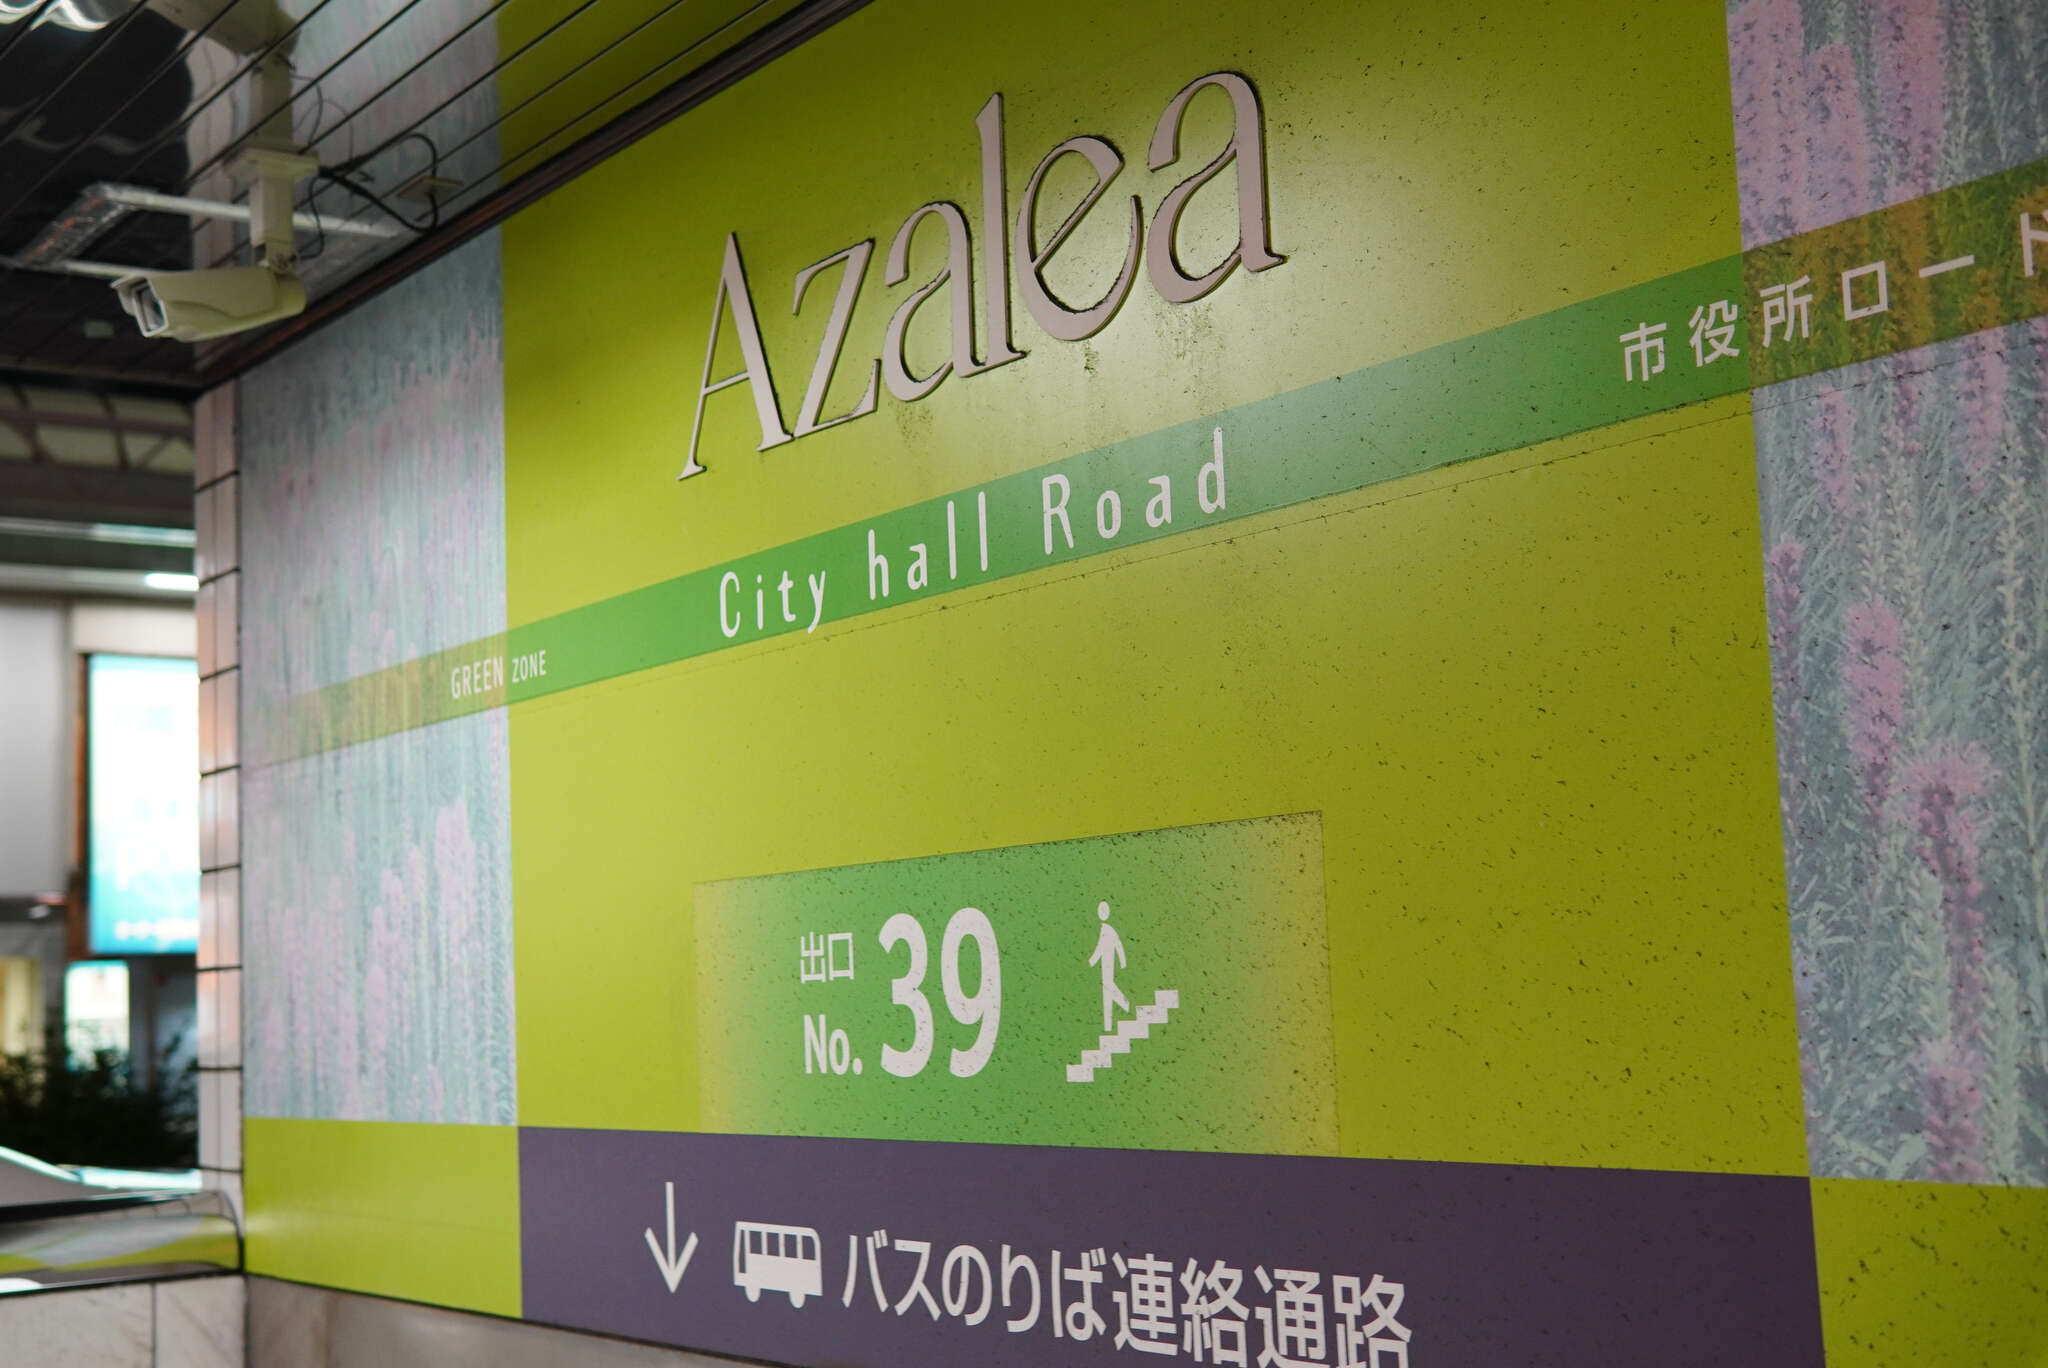 Azalea
GREEN ZONE
City hall Road
市役所ロード
出口
No. 39
バスのりば連絡通路